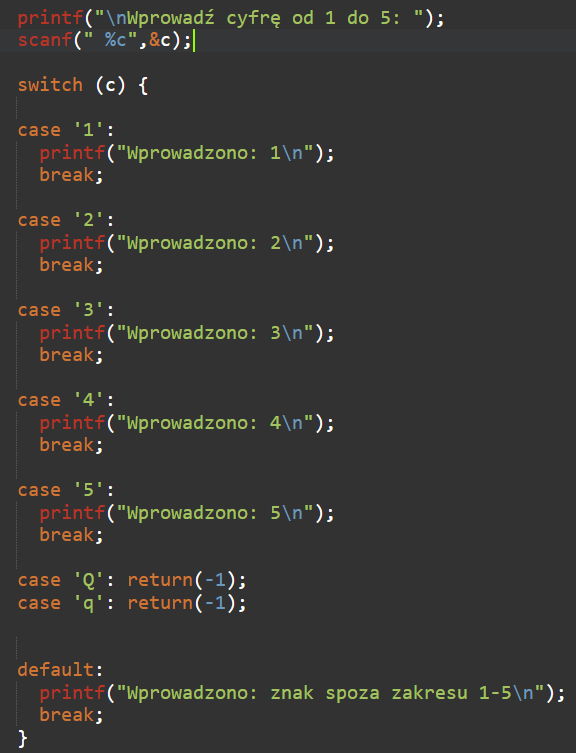 printf("\nWprowadź cyfrę od 1 do 5: ");
scanf(" %c",&c);
switch (c) {
case '1':
printf("Wprowadzono: 1\n");
break;
case '2':
printf("Wprowadzono: 2\n");
break;
case '3':
printf("Wprowadzono: 3\n");
break;
case '4':
printf("Wprowadzono: 4\n");
break;
case '5':
printf("Wprowadzono: 5\n");
break;
case 'Q': return(-1);
case 'q': return(-1);
default:
printf("Wprowadzono: znak spoza zakresu 1-5\n");
break;
}